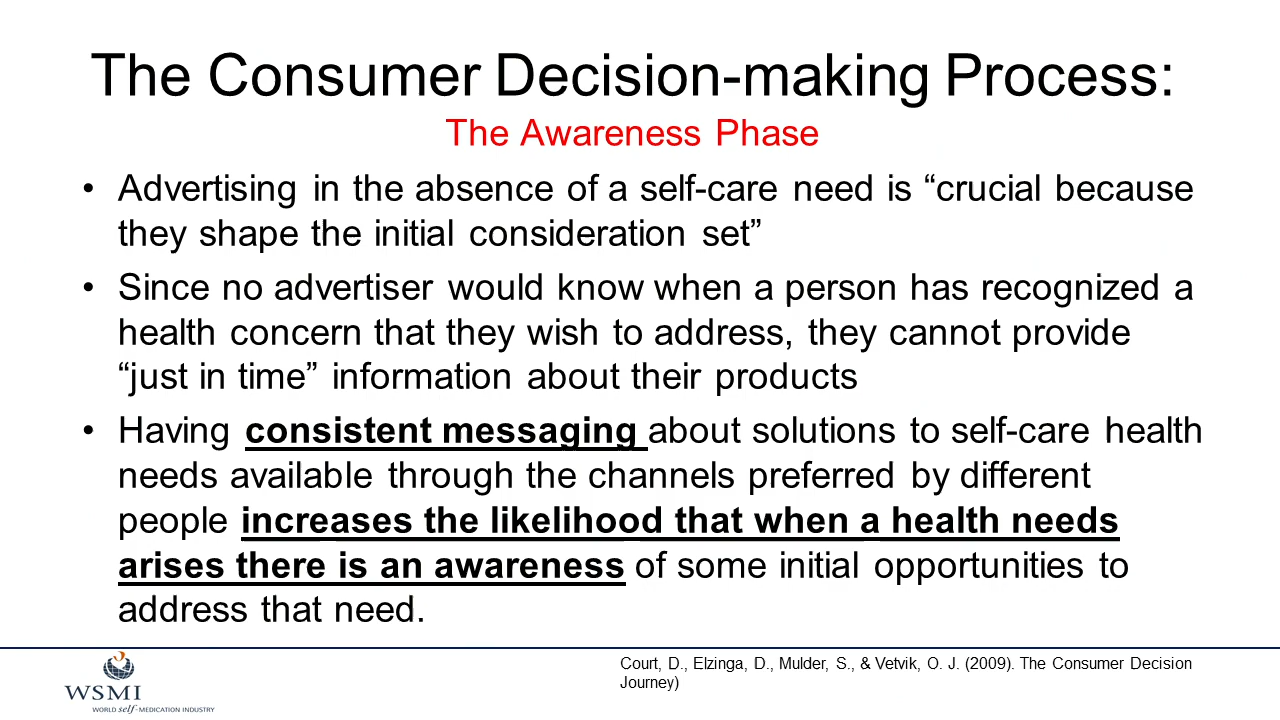 The Consumer Decision-making Process:
The Awareness Phase
• Advertising in the absence of a self-care need is “crucial because
they shape the initial consideration set”
• Since no advertiser would know when a person has recognized a
health concern that they wish to address, they cannot provide
“just in time” information about their products
• Having consistent messaging about solutions to self-care health
needs available through the channels preferred by different
people increases the likelihood that when a health needs
arises there is an awareness of some initial opportunities to
address that need.
WSMI
WORLD self-MEDICATION INDUSTRY
Court, D., Elzinga, D., Mulder, S., & Vetvik, O. J. (2009). The Consumer Decision
Journey)